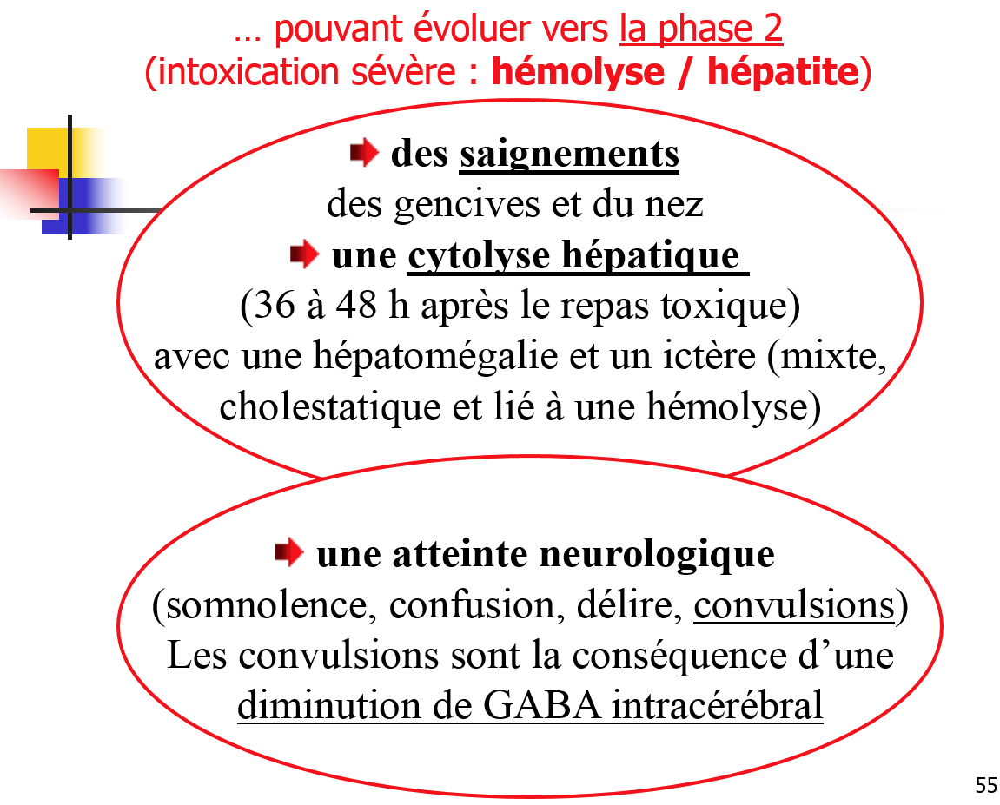 … pouvant évoluer vers la phase 2
(intoxication sévère : hémolyse / hépatite)
des saignements
des gencives et du nez
une cytolyse hépatique
(36 à 48 h après le repas toxique)
avec une hépatomégalie et un ictère (mixte,
cholestatique et lié à une hémolyse)
une atteinte neurologique
(somnolence, confusion, délire, convulsions)
Les convulsions sont la conséquence d’une
diminution de GABA intracérébral
55